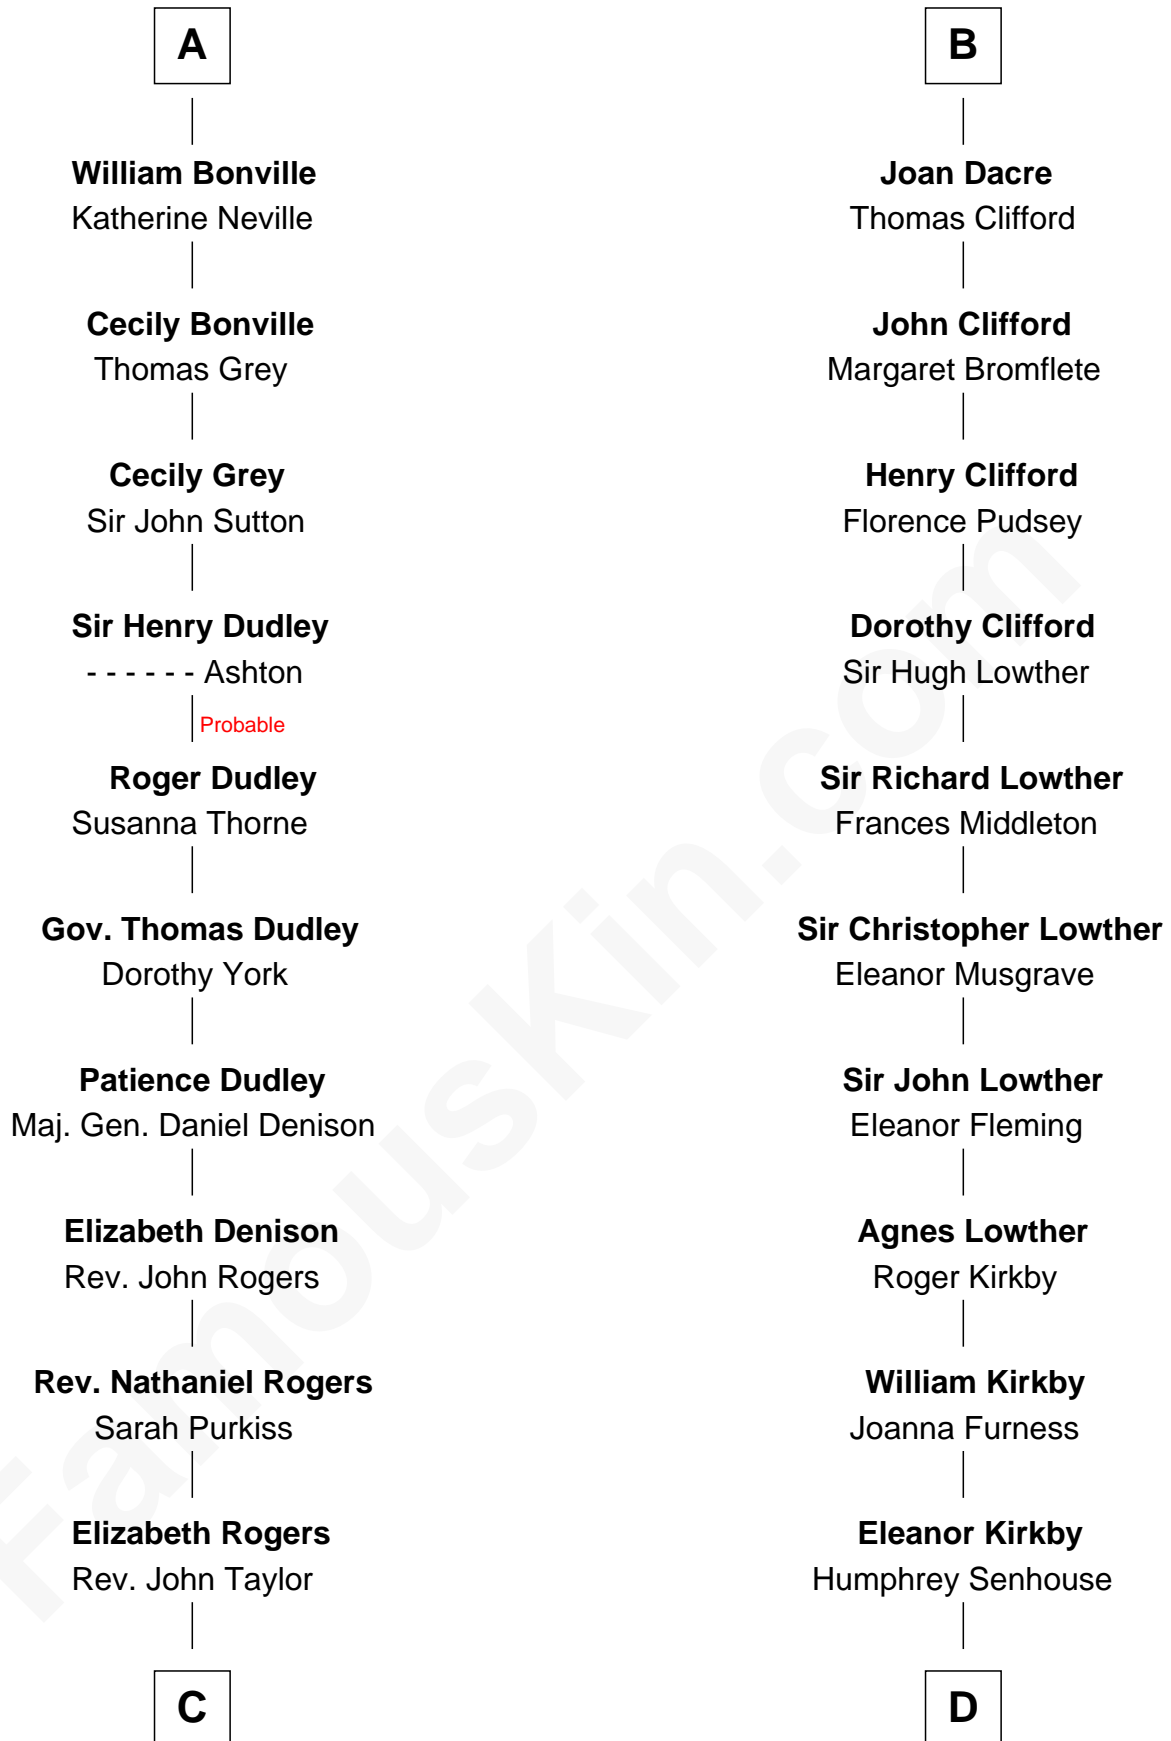 A
William Bonville
Katherine Neville
Cecily Bonville
Thomas Grey
Cecily Grey
Sir John Sutton
Sir Henry Dudley
- - - - - - Ashton
Probable
Roger Dudley
Susanna Thorne
Gov. Thomas Dudley
Dorothy York
Patience Dudley
Maj. Gen. Daniel Denison
Elizabeth Denison
Rev. John Rogers
Rev. Nathaniel Rogers
Sarah Purkiss
Elizabeth Rogers
Rev. John Taylor
C
B
Joan Dacre
Thomas Clifford
John Clifford
Margaret Bromflete
Henry Clifford
Florence Pudsey
Dorothy Clifford
Sir Hugh Lowther
Sir Richard Lowther
Frances Middleton
Sir Christopher Lowther
Eleanor Musgrave
Sir John Lowther
Eleanor Fleming
Agnes Lowther
Roger Kirkby
William Kirkby
Joanna Furness
Eleanor Kirkby
Humphrey Senhouse
D
FamousKin.com